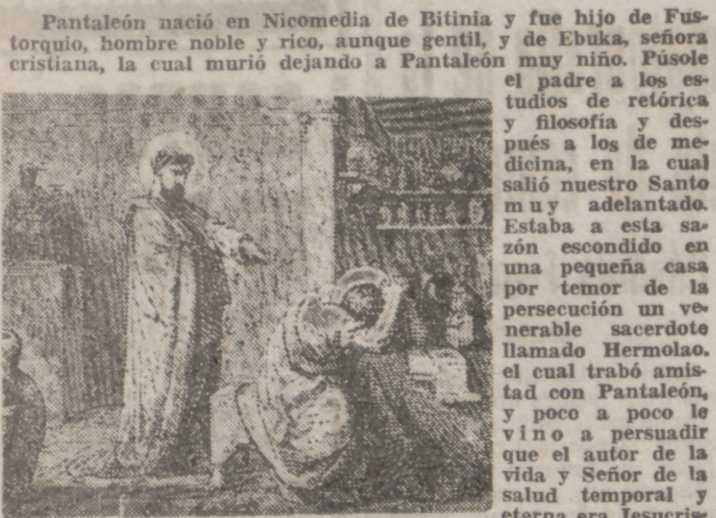 Pantaleón nació en Nicomedia de Bitinia y fue hijo de Fus-
torquio, hombre noble y rico, aunque gentil, y de Ebuka, señora
cristiana, la cual murió dejando a Pantaleón muy niño. Púsole
el padre a los es-
tudios de retórica
y filosofía y des-
pués a los de me-
dicina, en la cual
salió nuestro Santo
muy adelantado.
Estaba a esta sa-
zón escondido en
una pequeña casa
por temor de la
persecución un ve-
nerable sacerdote
llamado Hermolao.
el cual trabó amis-
tad con Pantaleón,
y poco a poco le
vino a persuadir
que el autor de la
vida y Señor de la
salud temporal y
eterna era Jesucris-